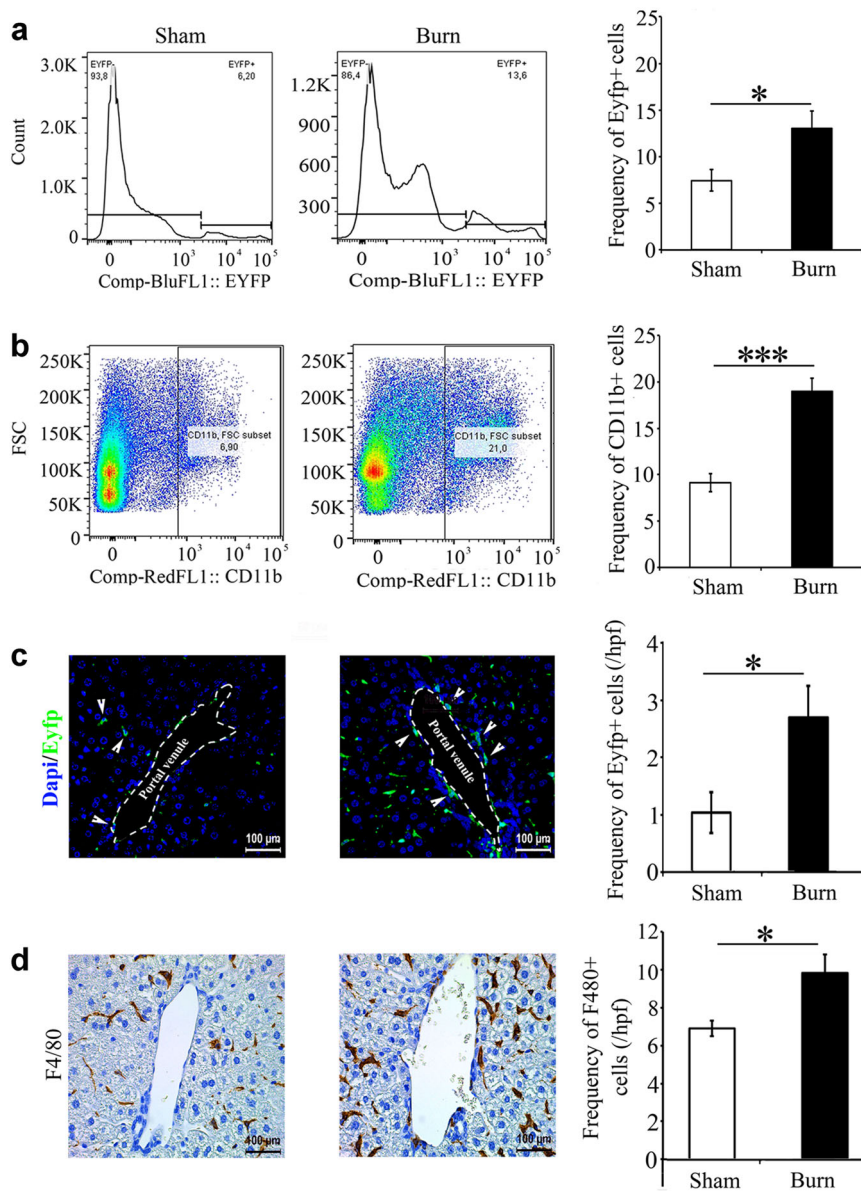 a
Sham
Burn
EYFP-
93,8
EYFP+
6,20
3.0K
2.0K
1.0K
0
Count
0 10³ 10⁴ 10⁵
Comp-BluFL1:: EYFP
EYFP-
86,4
EYFP+
13,6
1.2K
900
600
300
0
0 10³ 10⁴ 10⁵
Comp-BluFL1:: EYFP
Frequency of Eyfp+ cells
25
20
15
10
5
0
*
Sham Burn
b
FSC
250K
200K
150K
100K
50K
0
CD11b, FSC subset
6,90
0 10³ 10⁴ 10⁵
Comp-RedFL1:: CD11b
250K
200K
150K
100K
50K
0
CD11b, FSC subset
21,0
0 10³ 10⁴ 10⁵
Comp-RedFL1:: CD11b
Frequency of CD11b+ cells
25
20
15
10
5
0
***
Sham Burn
c
Dapi/Eyfp
Portal venule
100 µm
Portal venule
100 µm
Frequency of Eyfp+ cells (/hpf)
4
3
2
1
0
*
Sham Burn
d
F4/80
100 µm
100 µm
Frequency of F480+
cells (/hpf)
12
10
8
6
4
2
0
*
Sham Burn